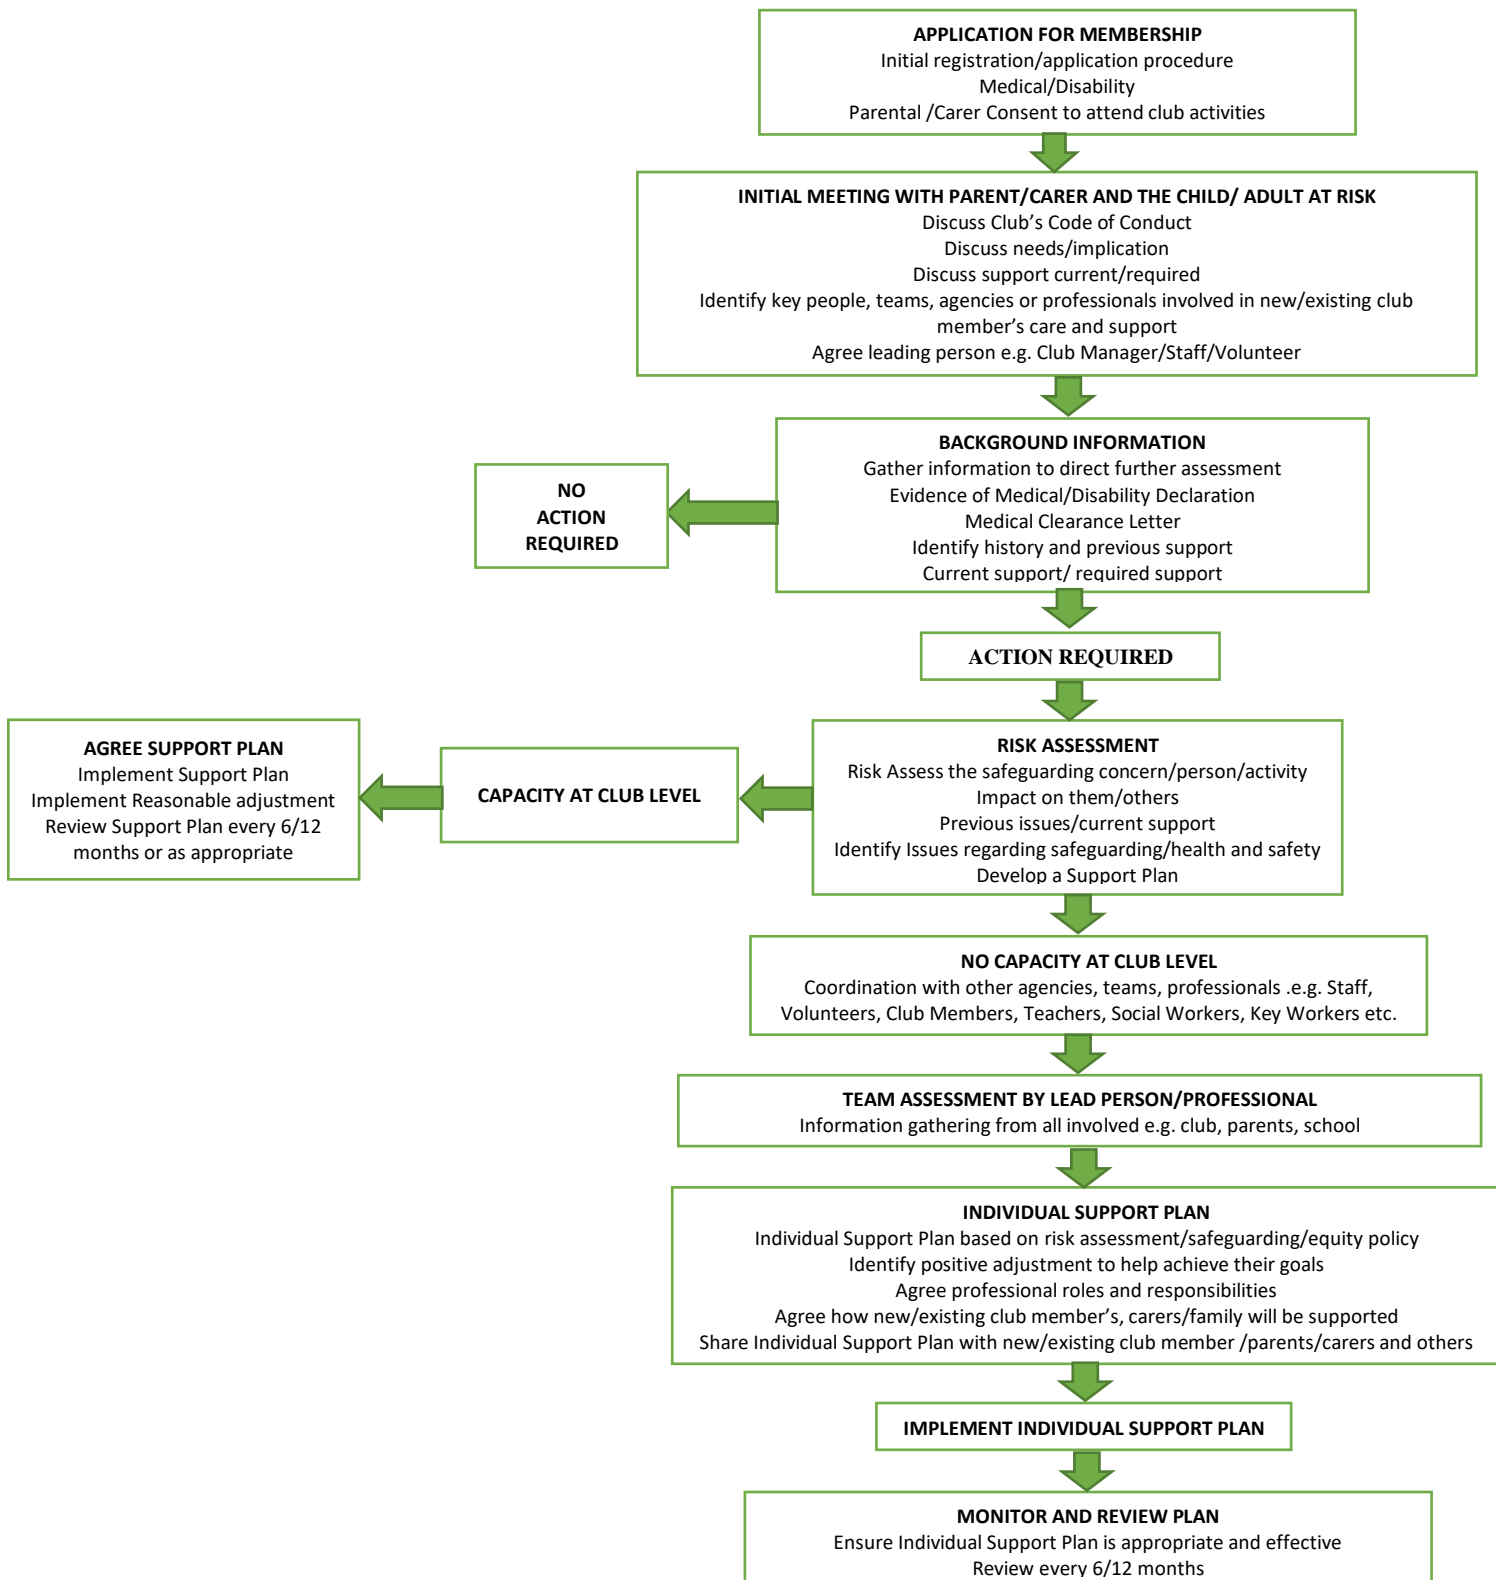 APPLICATION FOR MEMBERSHIP
Initial registration/application procedure
Medical/Disability
Parental /Carer Consent to attend club activities
INITIAL MEETING WITH PARENT/CARER AND THE CHILD/ ADULT AT RISK
Discuss Club’s Code of Conduct
Discuss needs/implication
Discuss support current/required
Identify key people, teams, agencies or professionals involved in new/existing club
member’s care and support
Agree leading person e.g. Club Manager/Staff/Volunteer
BACKGROUND INFORMATION
Gather information to direct further assessment
Evidence of Medical/Disability Declaration
Medical Clearance Letter
Identify history and previous support
Current support/ required support
NO
ACTION
REQUIRED
ACTION REQUIRED
RISK ASSESSMENT
Risk Assess the safeguarding concern/person/activity
Impact on them/others
Previous issues/current support
Identify Issues regarding safeguarding/health and safety
Develop a Support Plan
CAPACITY AT CLUB LEVEL
AGREE SUPPORT PLAN
Implement Support Plan
Implement Reasonable adjustment
Review Support Plan every 6/12
months or as appropriate
NO CAPACITY AT CLUB LEVEL
Coordination with other agencies, teams, professionals .e.g. Staff,
Volunteers, Club Members, Teachers, Social Workers, Key Workers etc.
TEAM ASSESSMENT BY LEAD PERSON/PROFESSIONAL
Information gathering from all involved e.g. club, parents, school
INDIVIDUAL SUPPORT PLAN
Individual Support Plan based on risk assessment/safeguarding/equity policy
Identify positive adjustment to help achieve their goals
Agree professional roles and responsibilities
Agree how new/existing club member’s, carers/family will be supported
Share Individual Support Plan with new/existing club member /parents/carers and others
IMPLEMENT INDIVIDUAL SUPPORT PLAN
MONITOR AND REVIEW PLAN
Ensure Individual Support Plan is appropriate and effective
Review every 6/12 months